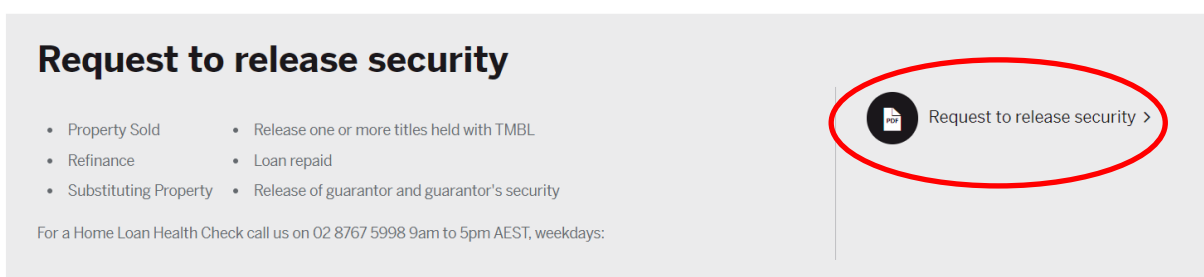 Request to release security
• Property Sold
• Refinance
• Substituting Property
• Release one or more titles held with TMBL
• Loan repaid
• Release of guarantor and guarantor's security
For a Home Loan Health Check call us on 02 8767 5998 9am to 5pm AEST, weekdays:
PDF
Request to release security >